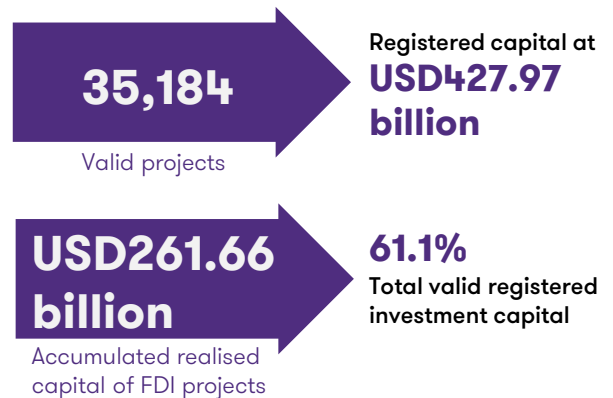 35,184
Valid projects
Registered capital at
USD427.97
billion
USD261.66
billion
Accumulated realised
capital of FDI projects
61.1%
Total valid registered
investment capital